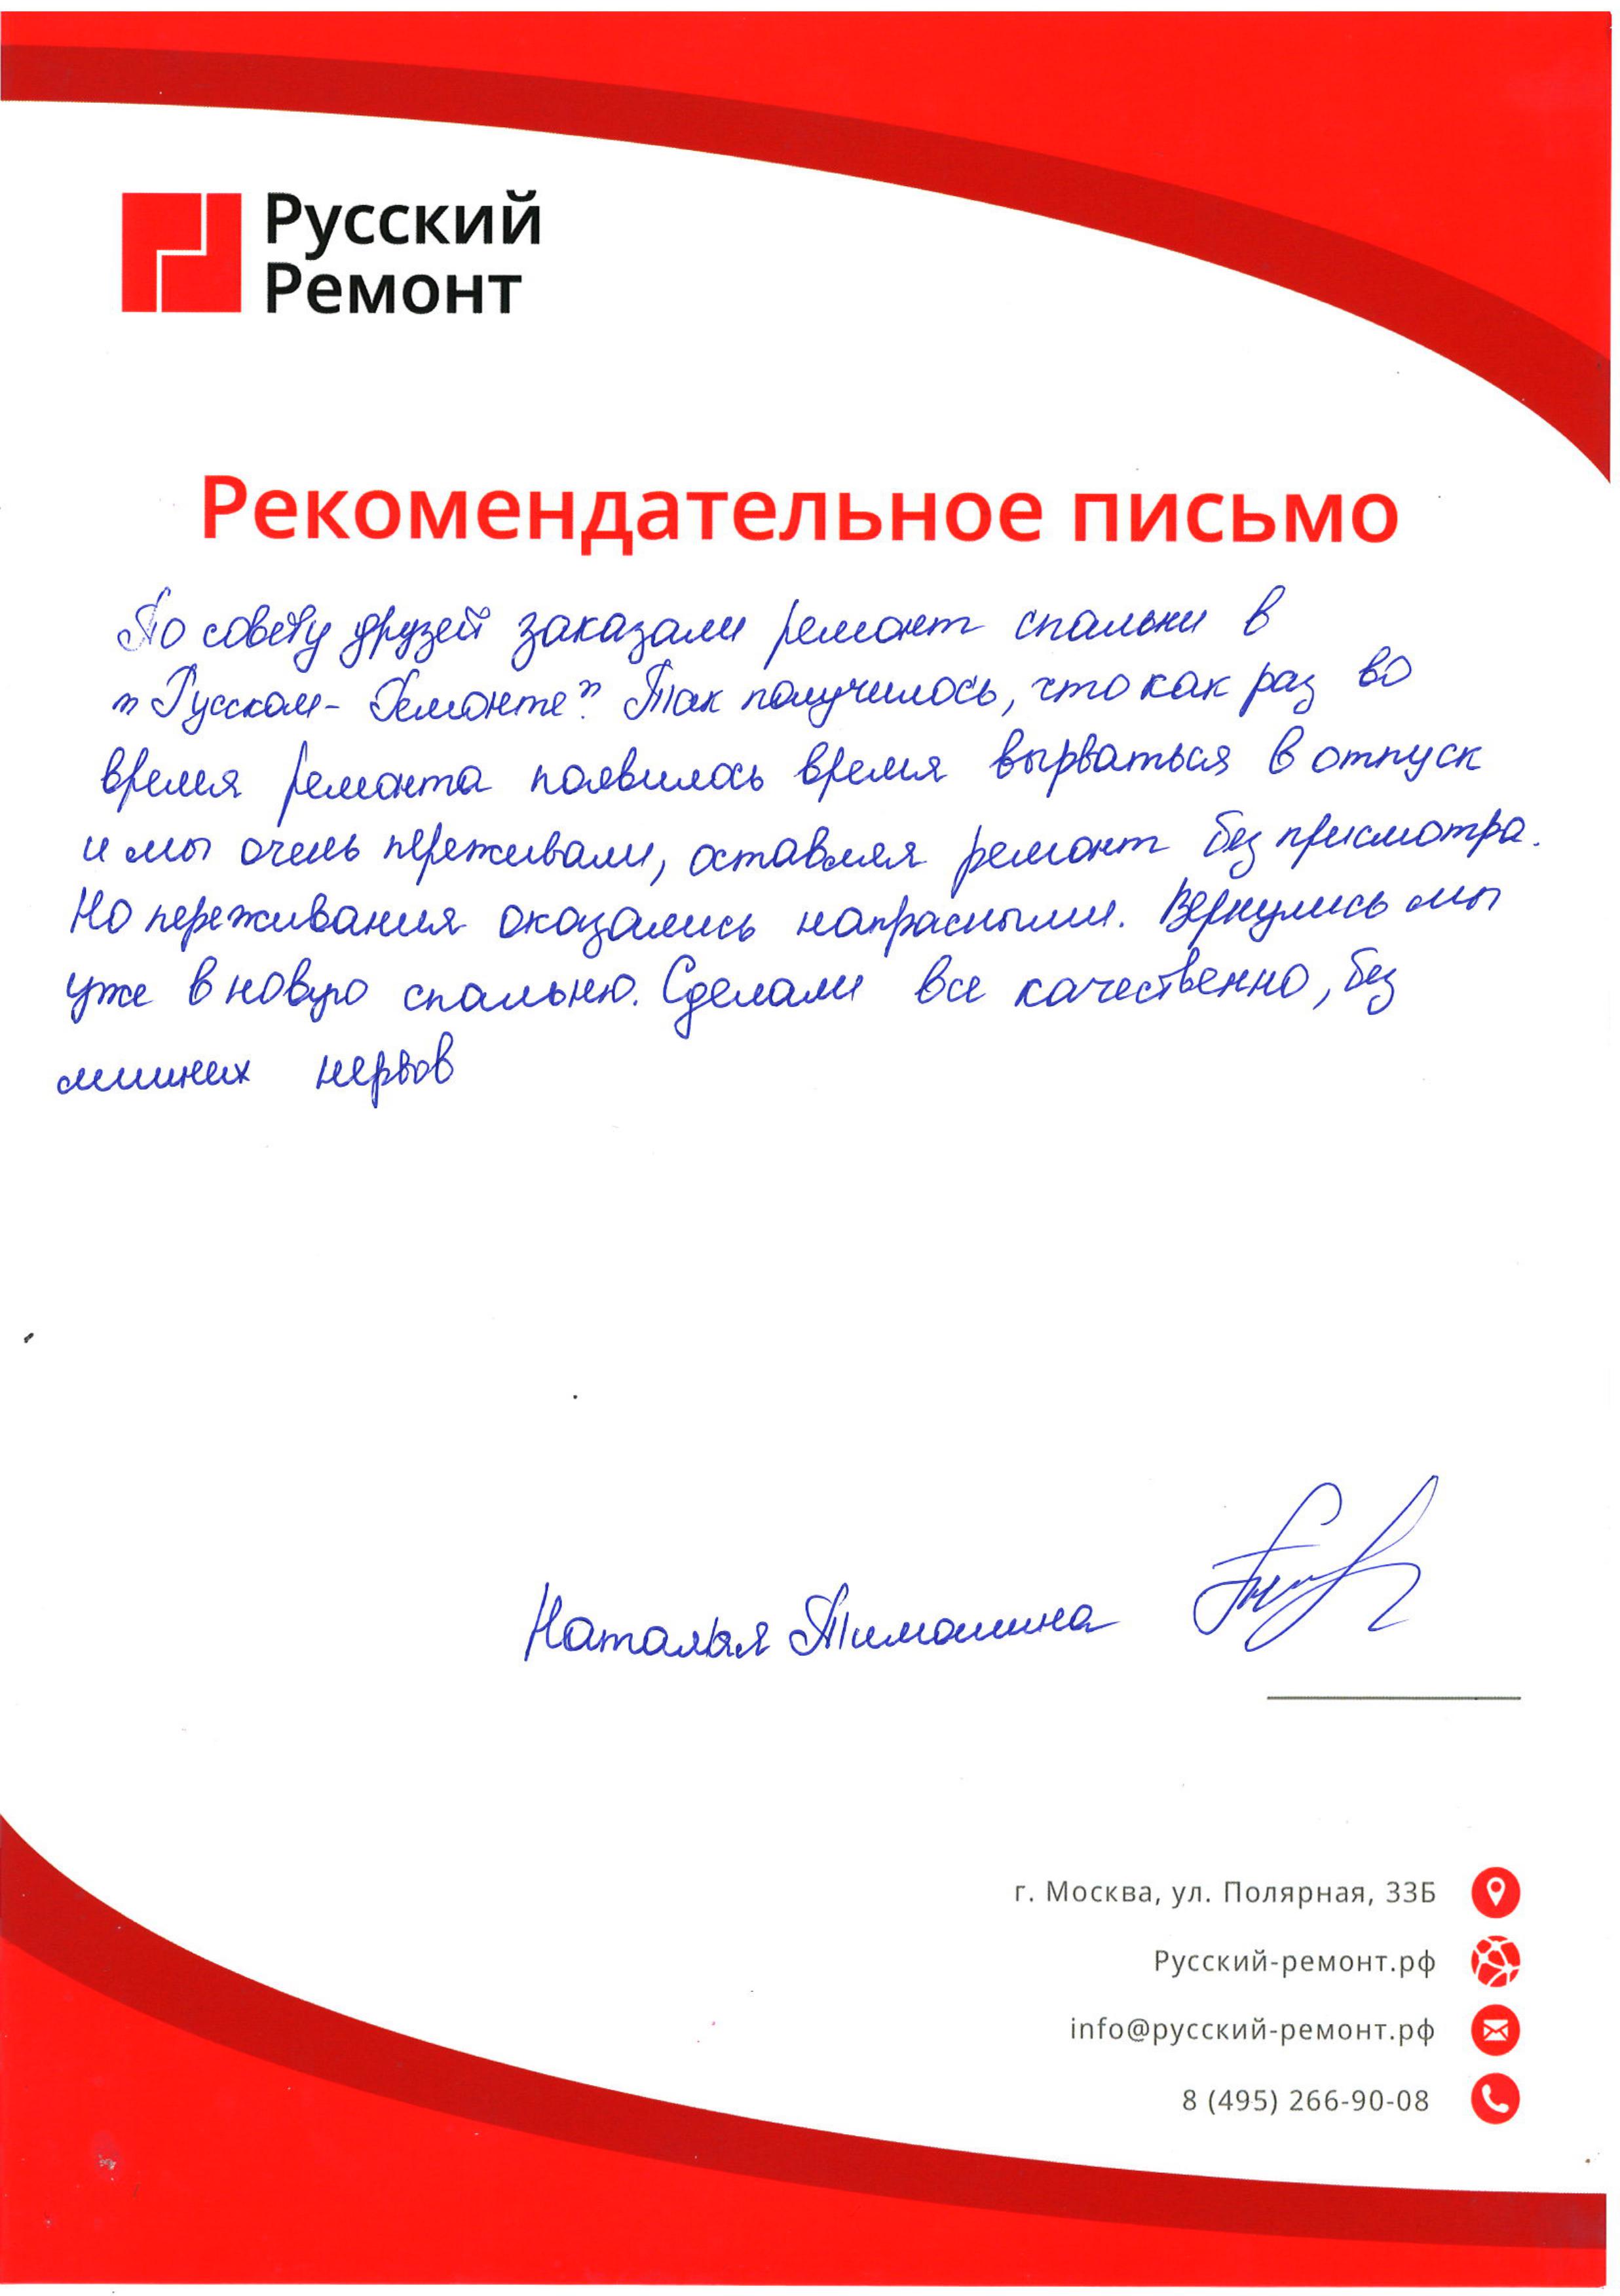 Русский
Ремонт
Рекомендательное письмо
По совету друзей заказали ремонт спальни в
"Русском-Ремонте". Так получилось, что как раз во
время ремонта появилось время вырваться в отпуск
и мы очень переживали, оставляя ремонт без присмотра.
Но переживания оказались напрасными. Вернулись мы
уже в новую спальню. Сделали все качественно, без
лишних нервов
Наталья Тимошина
г. Москва, ул. Полярная, 33Б
Русский-ремонт.рф
info@русский-ремонт.рф
8 (495) 266-90-08